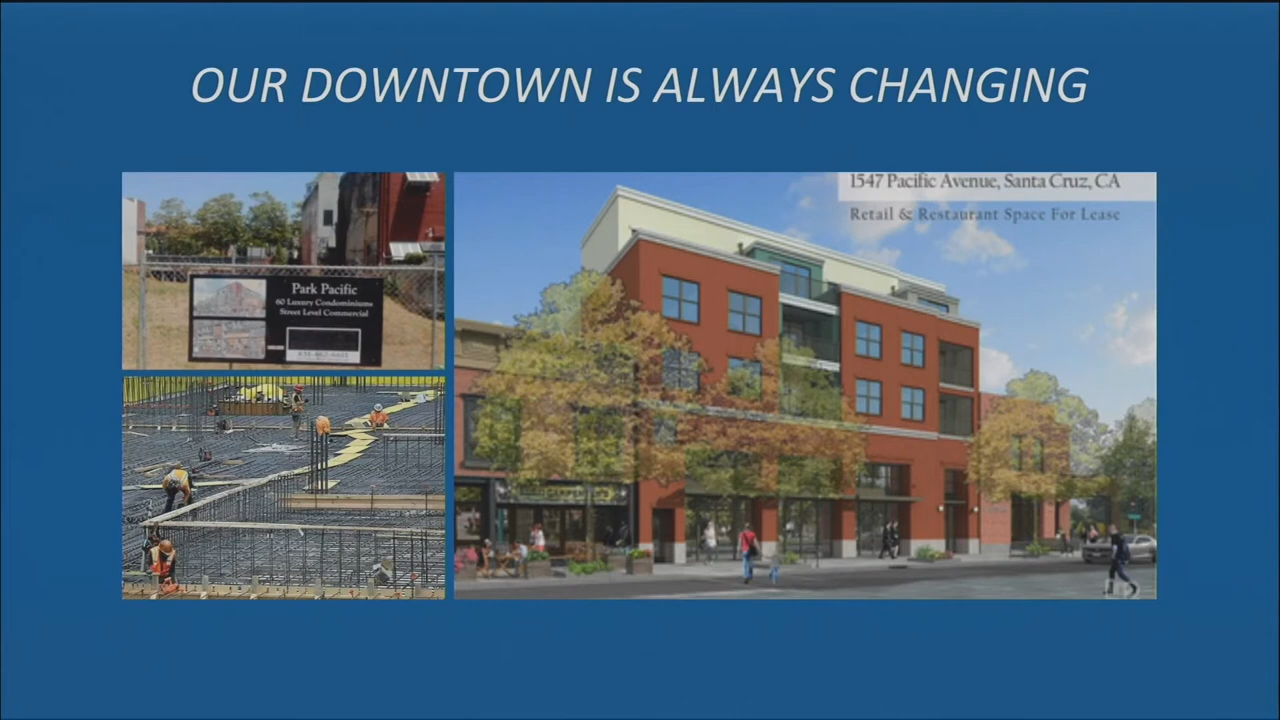 OUR DOWNTOWN IS ALWAYS CHANGING
1547 Pacific Avenue, Santa Cruz, CA
Retail & Restaurant Space For Lease
Park Pacific
60 Luxury Condominiums
Street Level Commercial